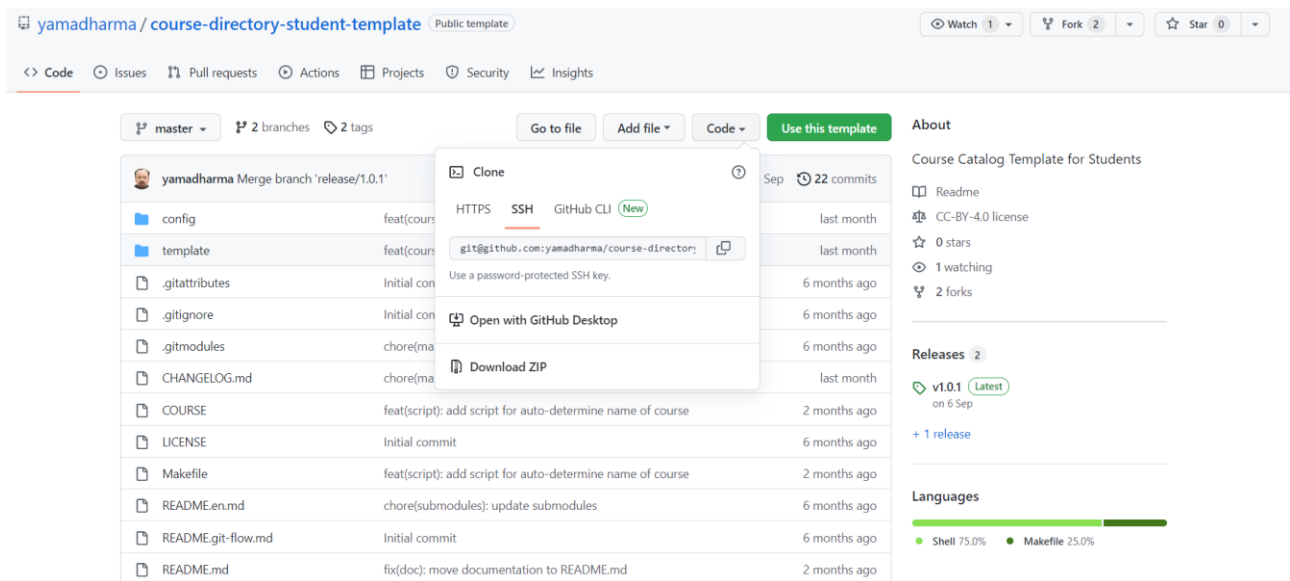 yamadharma / course-directory-student-template Public template
Watch 1
Fork 2
Star 0
Code
Issues
Pull requests
Actions
Projects
Security
Insights
master
2 branches
2 tags
Go to file
Add file
Code
Use this template
yamadharma Merge branch 'release/1.0.1'
Sep
22 commits
Clone
HTTPS SSH GitHub CLI New
git@github.com:yamadharma/course-directory
Use a password-protected SSH key.
Open with GitHub Desktop
Download ZIP
config feat(cours last month
template feat(cours last month
.gitattributes Initial con 6 months ago
.gitignore Initial con 6 months ago
.gitmodules chore(ma 6 months ago
CHANGELOG.md chore(ma last month
COURSE feat(script): add script for auto-determine name of course 2 months ago
LICENSE Initial commit 6 months ago
Makefile feat(script): add script for auto-determine name of course 2 months ago
README.en.md chore(submodules): update submodules 6 months ago
README.git-flow.md Initial commit 6 months ago
README.md fix(doc): move documentation to README.md 2 months ago
About
Course Catalog Template for Students
Readme
CC-BY-4.0 license
0 stars
1 watching
2 forks
Releases 2
v1.0.1 Latest
on 6 Sep
+ 1 release
Languages
Shell 75.0% Makefile 25.0%